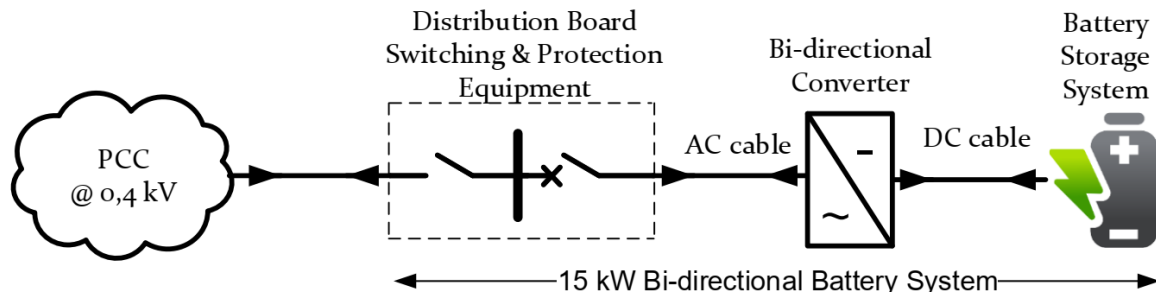 Distribution Board
Switching & Protection
Equipment
Bi-directional
Converter
Battery
Storage
System
PCC
@ 0,4 kV
AC cable
DC cable
-
~
+
-
15 kW Bi-directional Battery System